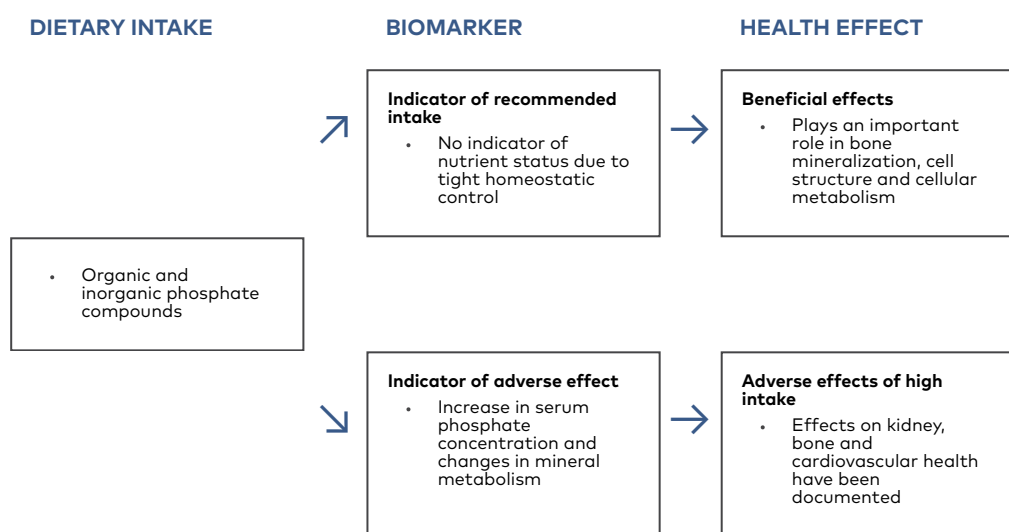 DIETARY INTAKE
BIOMARKER
HEALTH EFFECT
• Organic and
inorganic phosphate
compounds
Indicator of recommended
intake
• No indicator of
nutrient status due to
tight homeostatic
control
Beneficial effects
• Plays an important
role in bone
mineralization, cell
structure and cellular
metabolism
Indicator of adverse effect
• Increase in serum
phosphate
concentration and
changes in mineral
metabolism
Adverse effects of high
intake
• Effects on kidney,
bone and
cardiovascular health
have been
documented